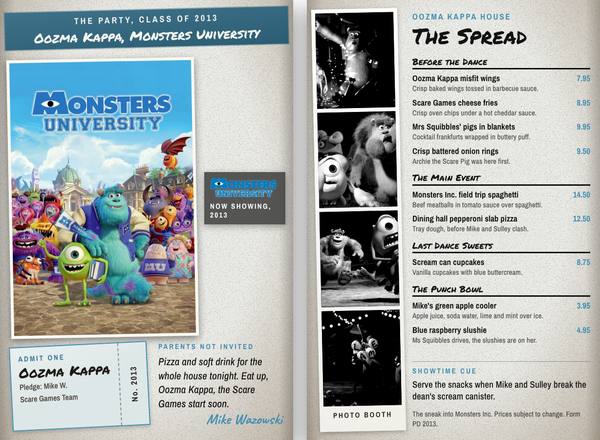 THE PARTY, CLASS OF 2013
Oozma Kappa, Monsters University
MONSTERS
UNIVERSITY
MU
MONSTERS
UNIVERSITY
NOW SHOWING,
2013
ADMIT ONE
Oozma Kappa
Pledge: Mike W.
Scare Games Team
No. 2013
PARENTS NOT INVITED
Pizza and soft drink for the
whole house tonight. Eat up,
Oozma Kappa, the Scare
Games start soon.
Mike Wazowski
PHOTO BOOTH
OOZMA KAPPA HOUSE
The Spread
Before the Dance
Oozma Kappa misfit wings 7.95
Crisp baked wings tossed in barbecue sauce.
Scare Games cheese fries 8.95
Crisp oven chips under a hot cheddar sauce.
Mrs Squibbles' pigs in blankets 9.95
Cocktail frankfurts wrapped in buttery puff.
Crisp battered onion rings 9.50
Archie the Scare Pig was here first.
The Main Event
Monsters Inc. field trip spaghetti 14.50
Beef meatballs in tomato sauce over spaghetti.
Dining hall pepperoni slab pizza 12.50
Tray dough, before Mike and Sulley clash.
Last Dance Sweets
Scream can cupcakes 8.75
Vanilla cupcakes with blue buttercream.
The Punch Bowl
Mike's green apple cooler 3.95
Apple juice, soda water, lime and mint over ice.
Blue raspberry slushie 4.95
Ms Squibbles drives, the slushies are on her.
SHOWTIME CUE
Serve the snacks when Mike and Sulley break the
dean's scream canister.
The sneak into Monsters Inc. Prices subject to change. Form
PD 2013.